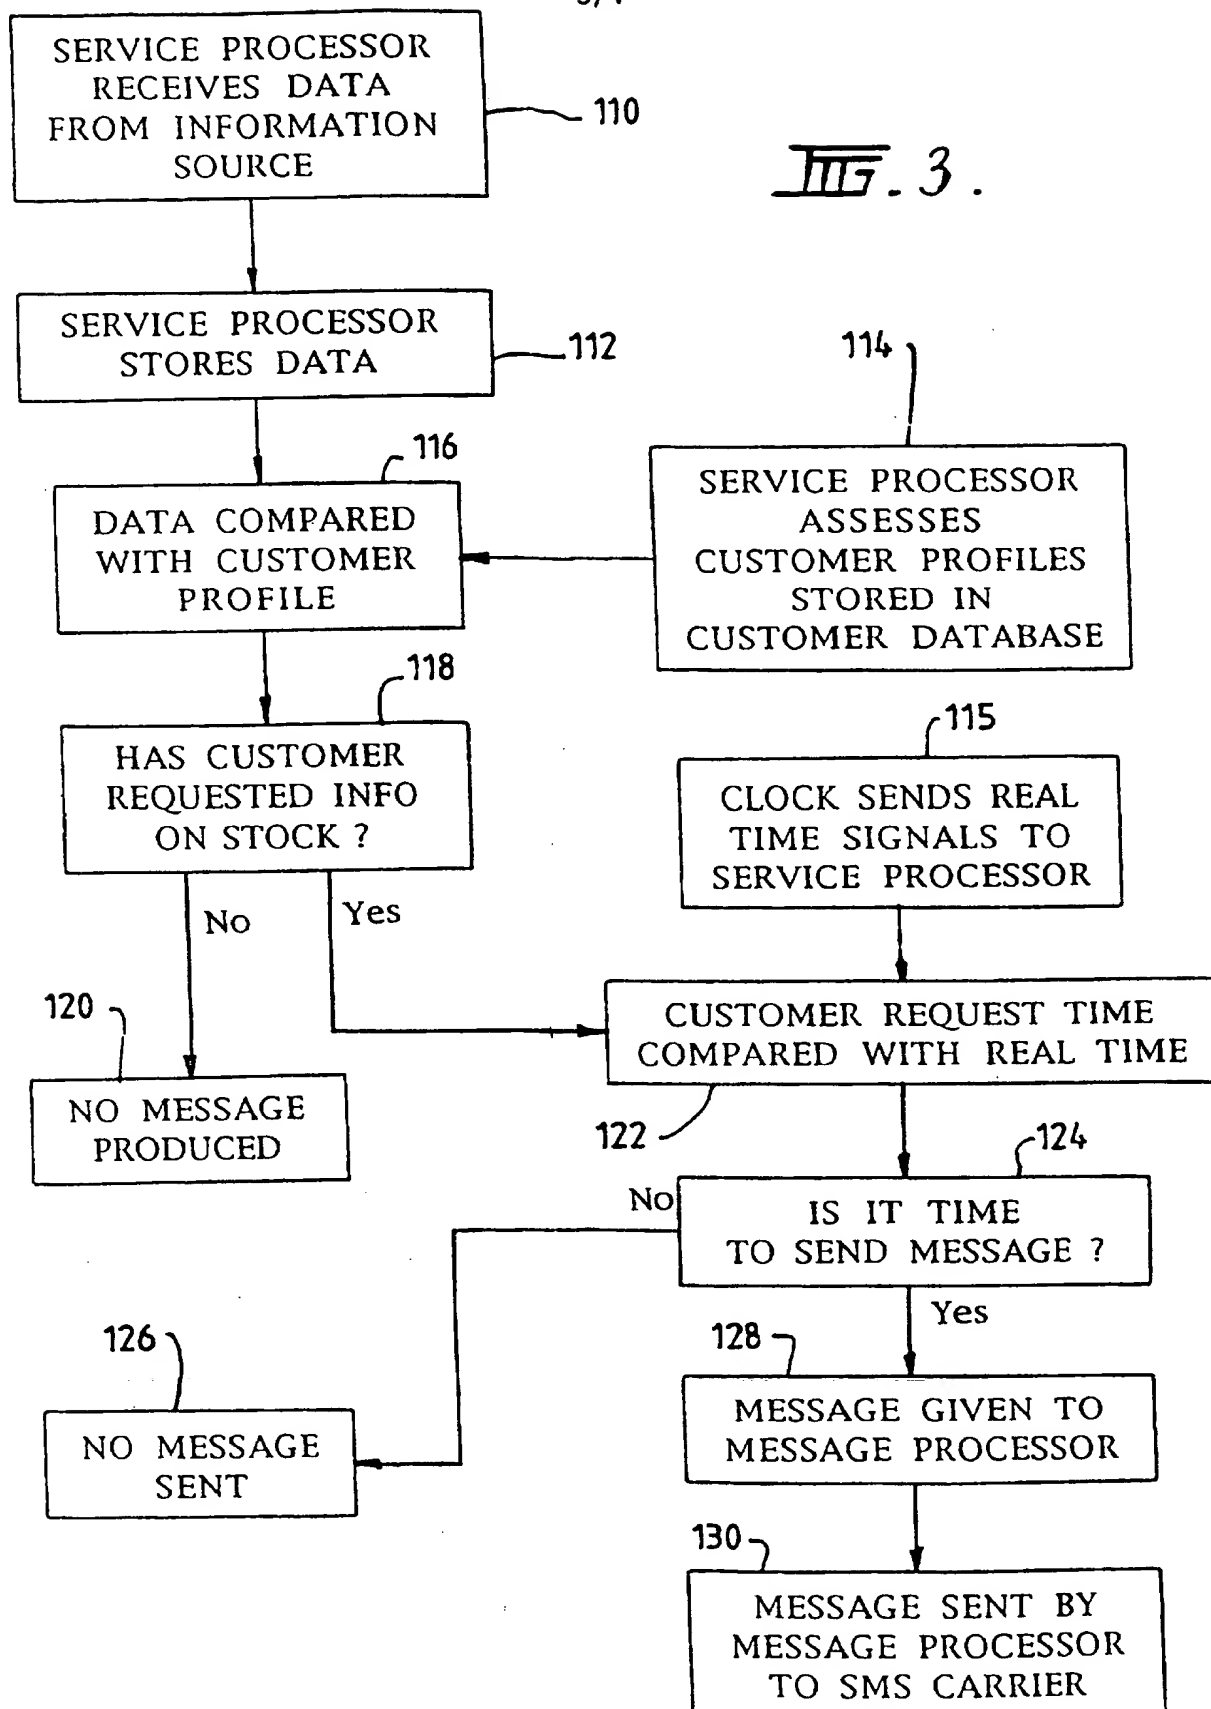 SERVICE PROCESSOR
RECEIVES DATA
FROM INFORMATION
SOURCE
110
FIG. 3.
SERVICE PROCESSOR
STORES DATA
112
114
116
DATA COMPARED
WITH CUSTOMER
PROFILE
SERVICE PROCESSOR
ASSESSES
CUSTOMER PROFILES
STORED IN
CUSTOMER DATABASE
118
HAS CUSTOMER
REQUESTED INFO
ON STOCK ?
115
CLOCK SENDS REAL
TIME SIGNALS TO
SERVICE PROCESSOR
No
Yes
120
NO MESSAGE
PRODUCED
CUSTOMER REQUEST TIME
COMPARED WITH REAL TIME
122
124
No
IS IT TIME
TO SEND MESSAGE ?
Yes
126
NO MESSAGE
SENT
128
MESSAGE GIVEN TO
MESSAGE PROCESSOR
130
MESSAGE SENT BY
MESSAGE PROCESSOR
TO SMS CARRIER